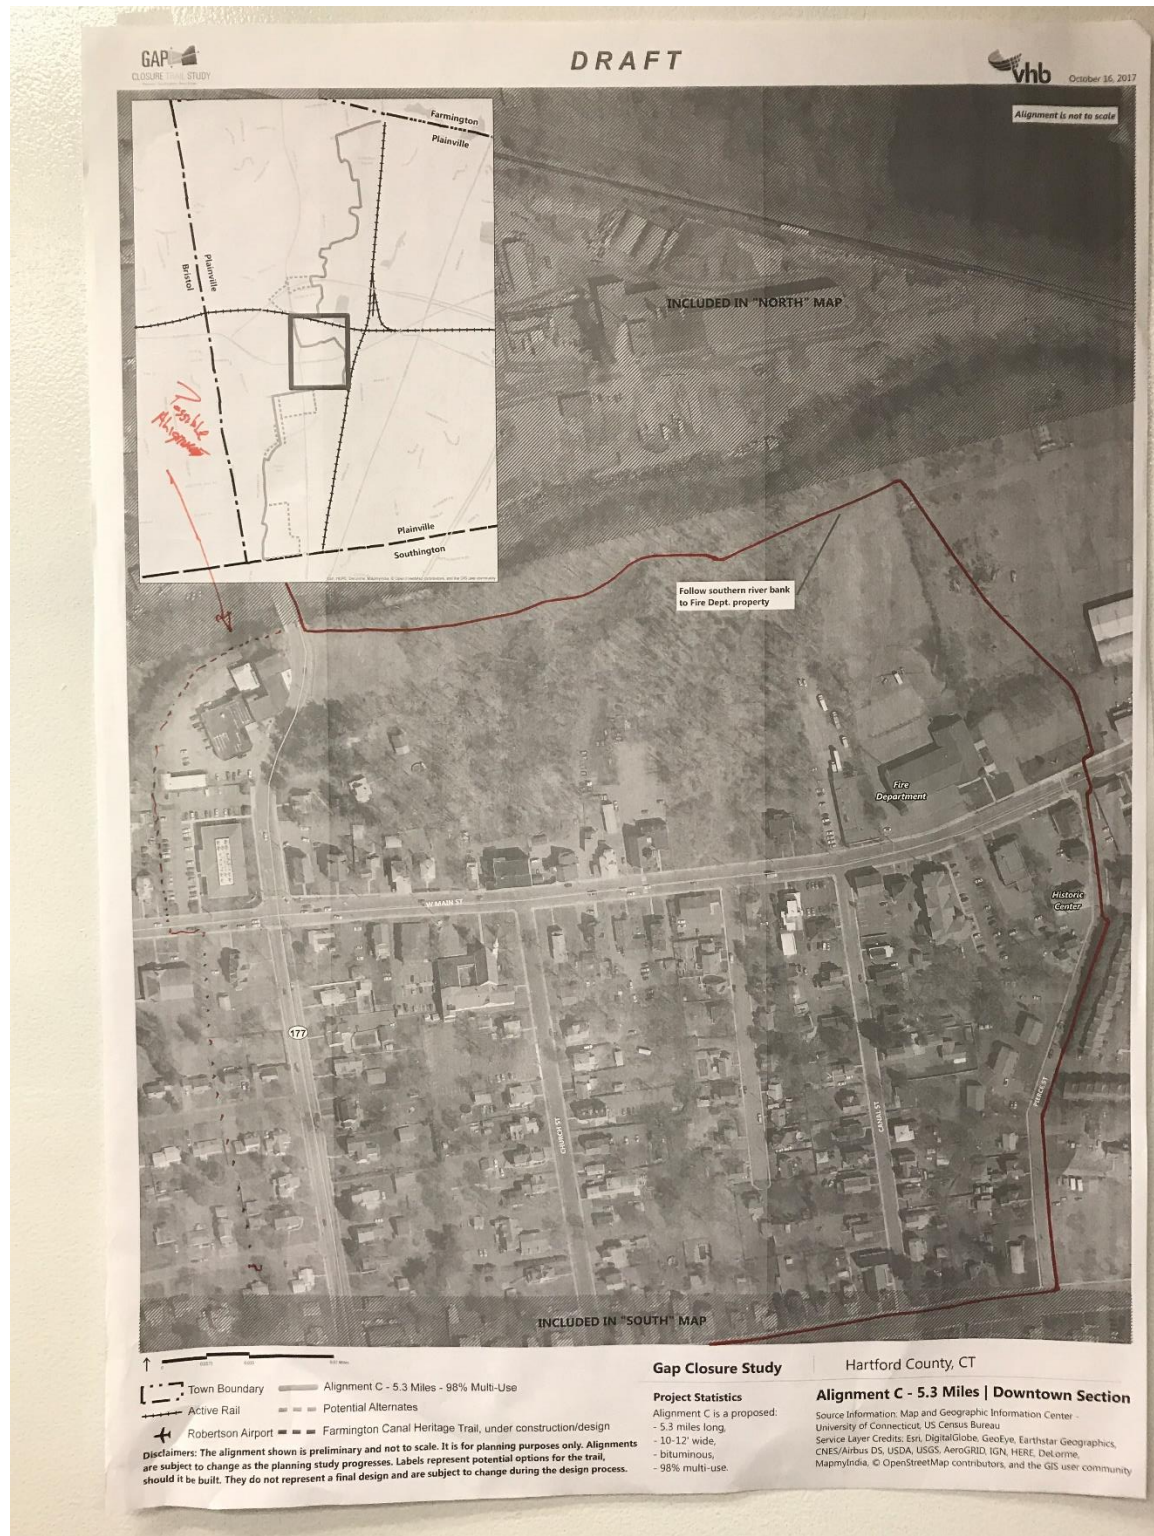 GAP
CLOSURE TRAIL STUDY
DRAFT
vhb
October 16, 2017
Alignment is not to scale
Farmington
Plainville
Plainville
Bristol
Possible
Alignment
Plainville
Southington
INCLUDED IN "NORTH" MAP
Follow southern river bank
to Fire Dept. property
Fire
Department
Historic
Center
W MAIN ST
177
CHURCH ST
CANAL ST
PIERCE ST
INCLUDED IN "SOUTH" MAP
Town Boundary
Active Rail
Robertson Airport
Alignment C - 5.3 Miles - 98% Multi-Use
Potential Alternates
Farmington Canal Heritage Trail, under construction/design
Disclaimers: The alignment shown is preliminary and not to scale. It is for planning purposes only. Alignments
are subject to change as the planning study progresses. Labels represent potential options for the trail,
should it be built. They do not represent a final design and are subject to change during the design process.
Gap Closure Study
Project Statistics
Alignment C is a proposed:
- 5.3 miles long,
- 10-12' wide,
- bituminous,
- 98% multi-use.
Hartford County, CT
Alignment C - 5.3 Miles | Downtown Section
Source Information: Map and Geographic Information Center -
University of Connecticut, US Census Bureau
Service Layer Credits: Esri, DigitalGlobe, GeoEye, Earthstar Geographics,
CNES/Airbus DS, USDA, USGS, AeroGRID, IGN, HERE, DeLorme,
MapmyIndia, © OpenStreetMap contributors, and the GIS user community